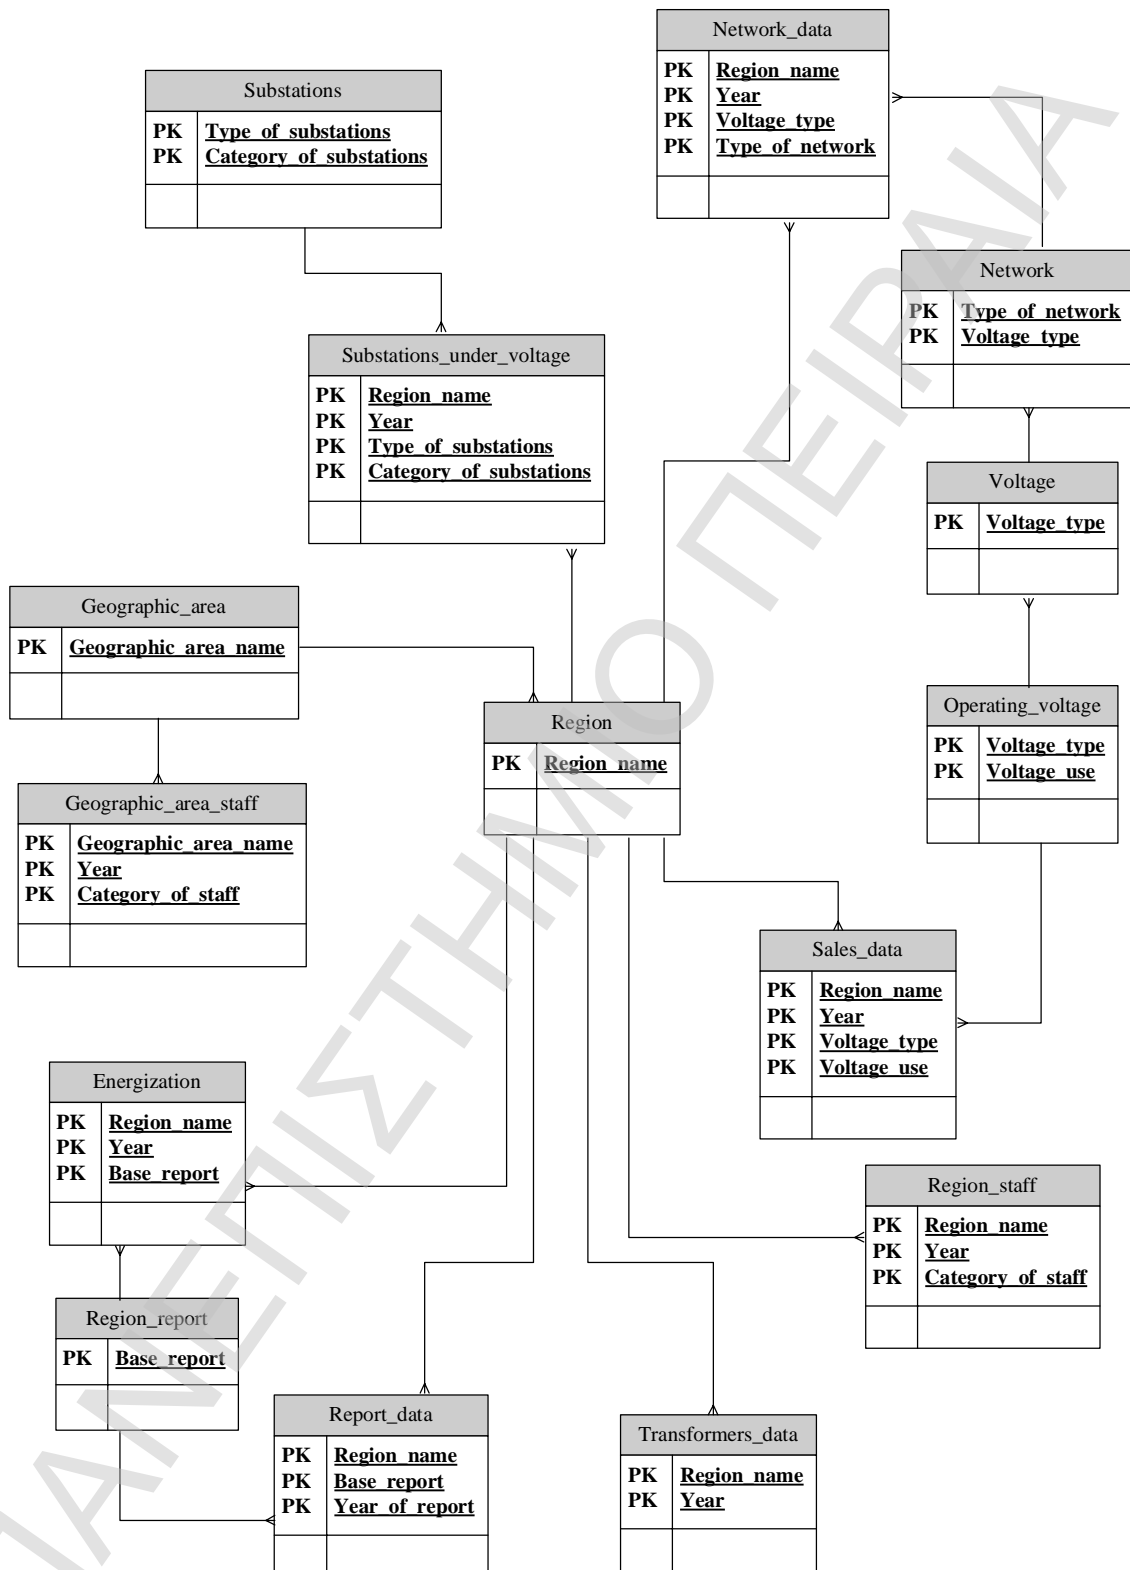 Network_data
PK Region_name
PK Year
PK Voltage_type
PK Type_of_network
Substations
PK Type_of_substations
PK Category_of_substations
Network
PK Type_of_network
PK Voltage_type
Substations_under_voltage
PK Region_name
PK Year
PK Type_of_substations
PK Category_of_substations
Voltage
PK Voltage_type
Geographic_area
PK Geographic_area_name
Region
PK Region_name
Operating_voltage
PK Voltage_type
PK Voltage_use
Geographic_area_staff
PK Geographic_area_name
PK Year
PK Category_of_staff
Sales_data
PK Region_name
PK Year
PK Voltage_type
PK Voltage_use
Energization
PK Region_name
PK Year
PK Base_report
Region_staff
PK Region_name
PK Year
PK Category_of_staff
Region_report
PK Base_report
Report_data
PK Region_name
PK Base_report
PK Year_of_report
Transformers_data
PK Region_name
PK Year
ΠΑΝΕΠΙΣΤΗΜΙΟ ΠΕΙΡΑΙΑ